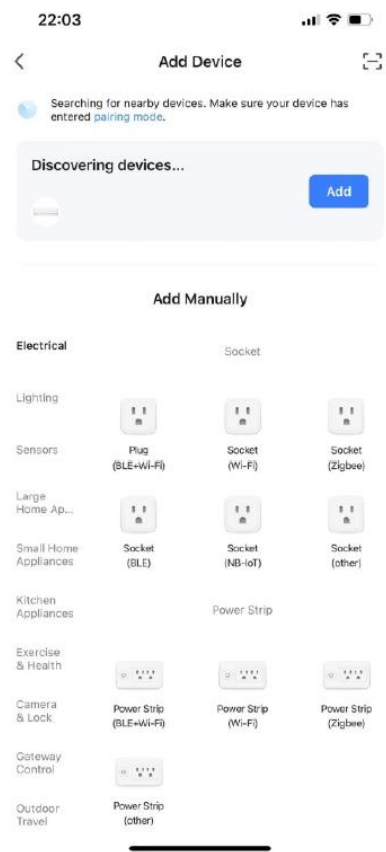 22:03
Add Device
Searching for nearby devices. Make sure your device has
entered pairing mode.
Discovering devices...
Add
Add Manually
Electrical
Socket
Lighting
Sensors
Plug
(BLE+Wi-Fi)
Socket
(Wi-Fi)
Socket
(Zigbee)
Large
Home Ap...
Small Home
Appliances
Socket
(BLE)
Socket
(NB-IoT)
Socket
(other)
Kitchen
Appliances
Power Strip
Exercise
& Health
Camera
& Lock
Power Strip
(BLE+Wi-Fi)
Power Strip
(Wi-Fi)
Power Strip
(Zigbee)
Gateway
Control
Outdoor
Travel
Power Strip
(other)